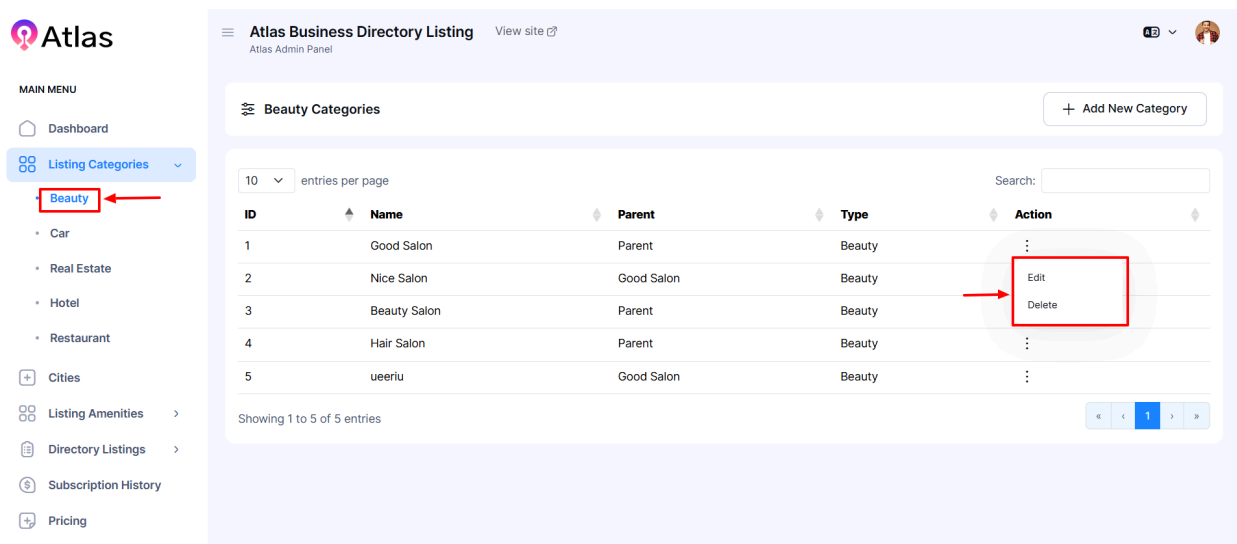 Atlas
MAIN MENU
Dashboard
Listing Categories
Beauty
Car
Real Estate
Hotel
Restaurant
Cities
Listing Amenities
Directory Listings
Subscription History
Pricing
Atlas Business Directory Listing View site
Atlas Admin Panel
Beauty Categories
+ Add New Category
10 entries per page Search:
ID Name Parent Type Action
1 Good Salon Parent Beauty
2 Nice Salon Good Salon Beauty
3 Beauty Salon Parent Beauty
4 Hair Salon Parent Beauty
5 ueeriu Good Salon Beauty
Edit
Delete
Showing 1 to 5 of 5 entries
« ‹ 1 › »